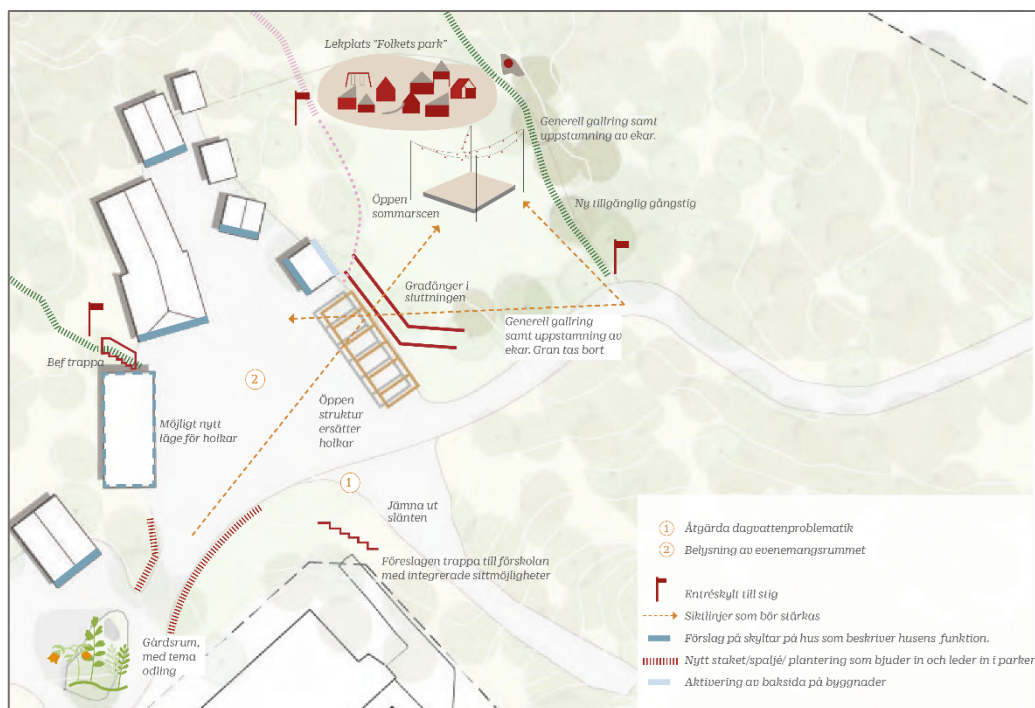 Lekplats "Folkets park"
Generell gallring samt
uppstamning av ekar.
Öppen
sommarscen
Ny tillgänglig gångstig
Gradänger i
sluttningen
Generell gallring
samt uppstamning av
ekar. Gran tas bort
Bef trappa
2
Möjligt nytt
läge för holkar
Öppen
struktur
ersätter
holkar
1
Jämna ut
slänten
Föreslagen trappa till förskolan
med integrerade sittmöjligheter
Gårdsrum,
med tema
odling
1 Åtgärda dagvattenproblematik
2 Belysning av evenemangsrummet
Entréskylt till stig
Siktlinjer som bör stärkas
Förslag på skyltar på hus som beskriver husens funktion.
Nytt staket/spaljé/ plantering som bjuder in och leder in i parken
Aktivering av baksida på byggnader